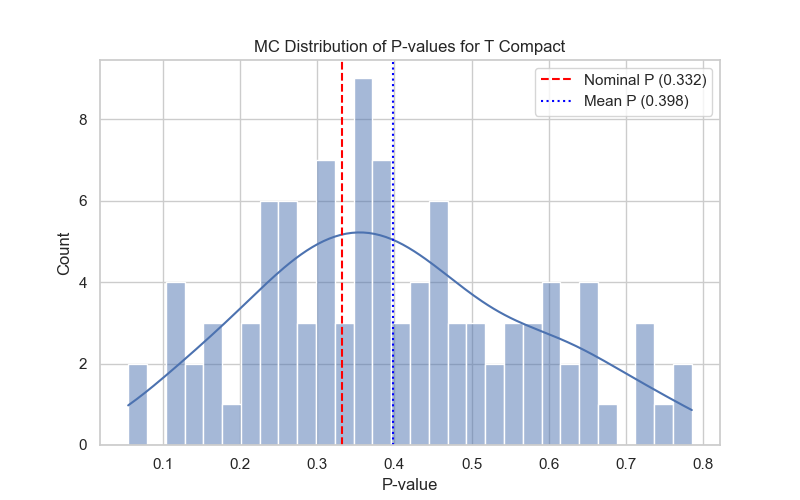 MC Distribution of P-values for T Compact
Nominal P (0.332)
Mean P (0.398)
Count
8
6
4
2
0
0.1 0.2 0.3 0.4 0.5 0.6 0.7 0.8
P-value